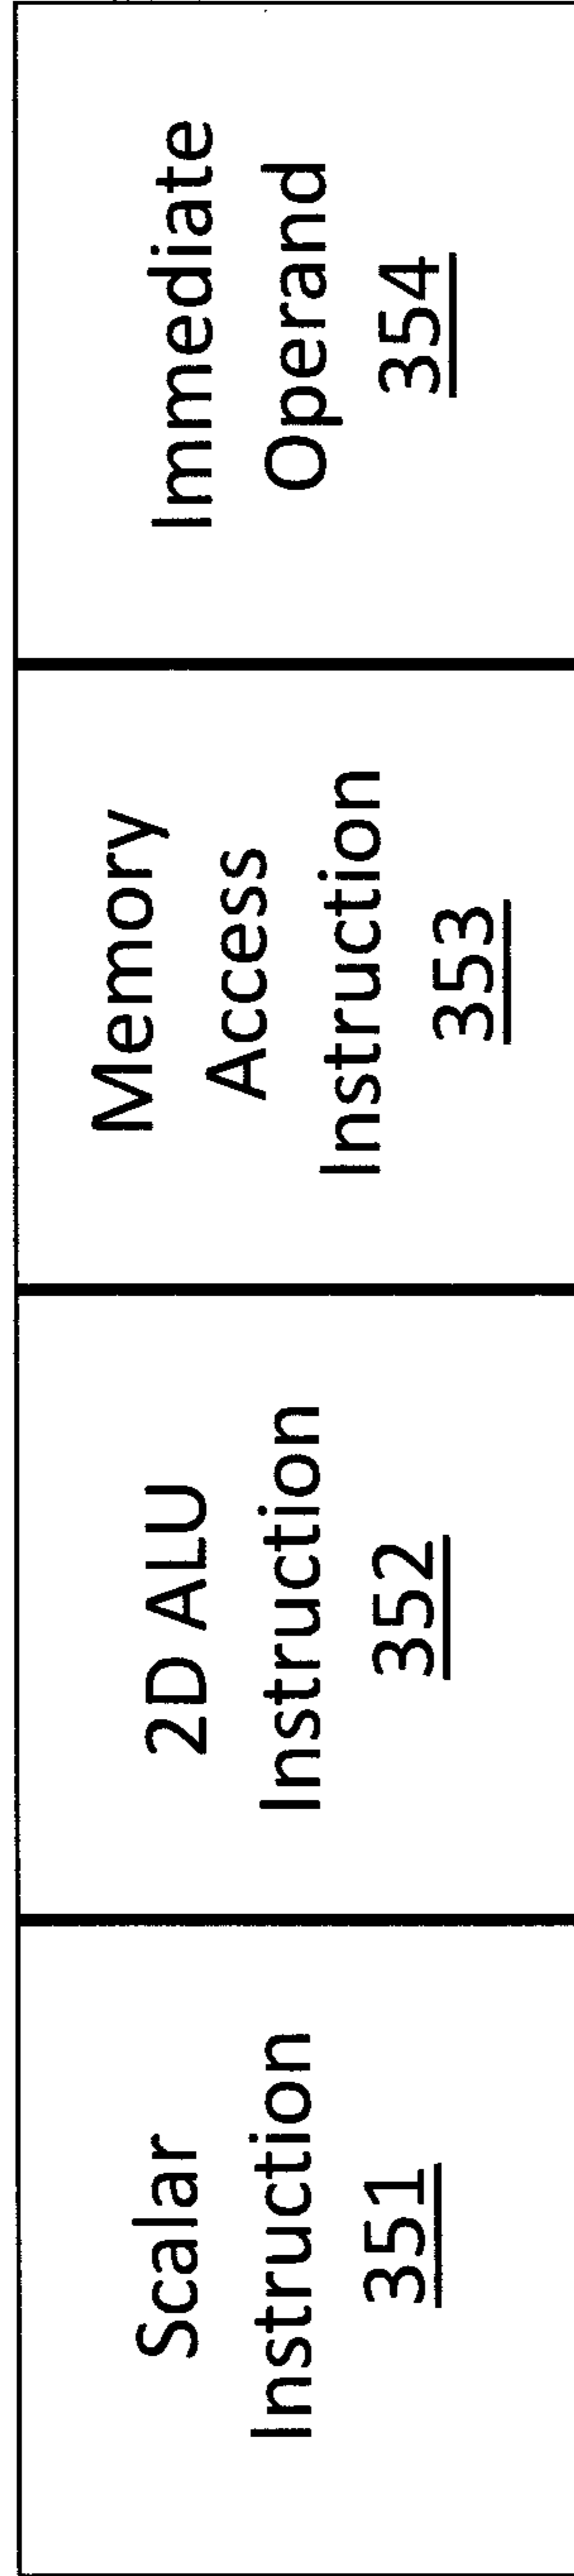 Scalar
Instruction
351
2D ALU
Instruction
352
Memory
Access
Instruction
353
Immediate
Operand
354